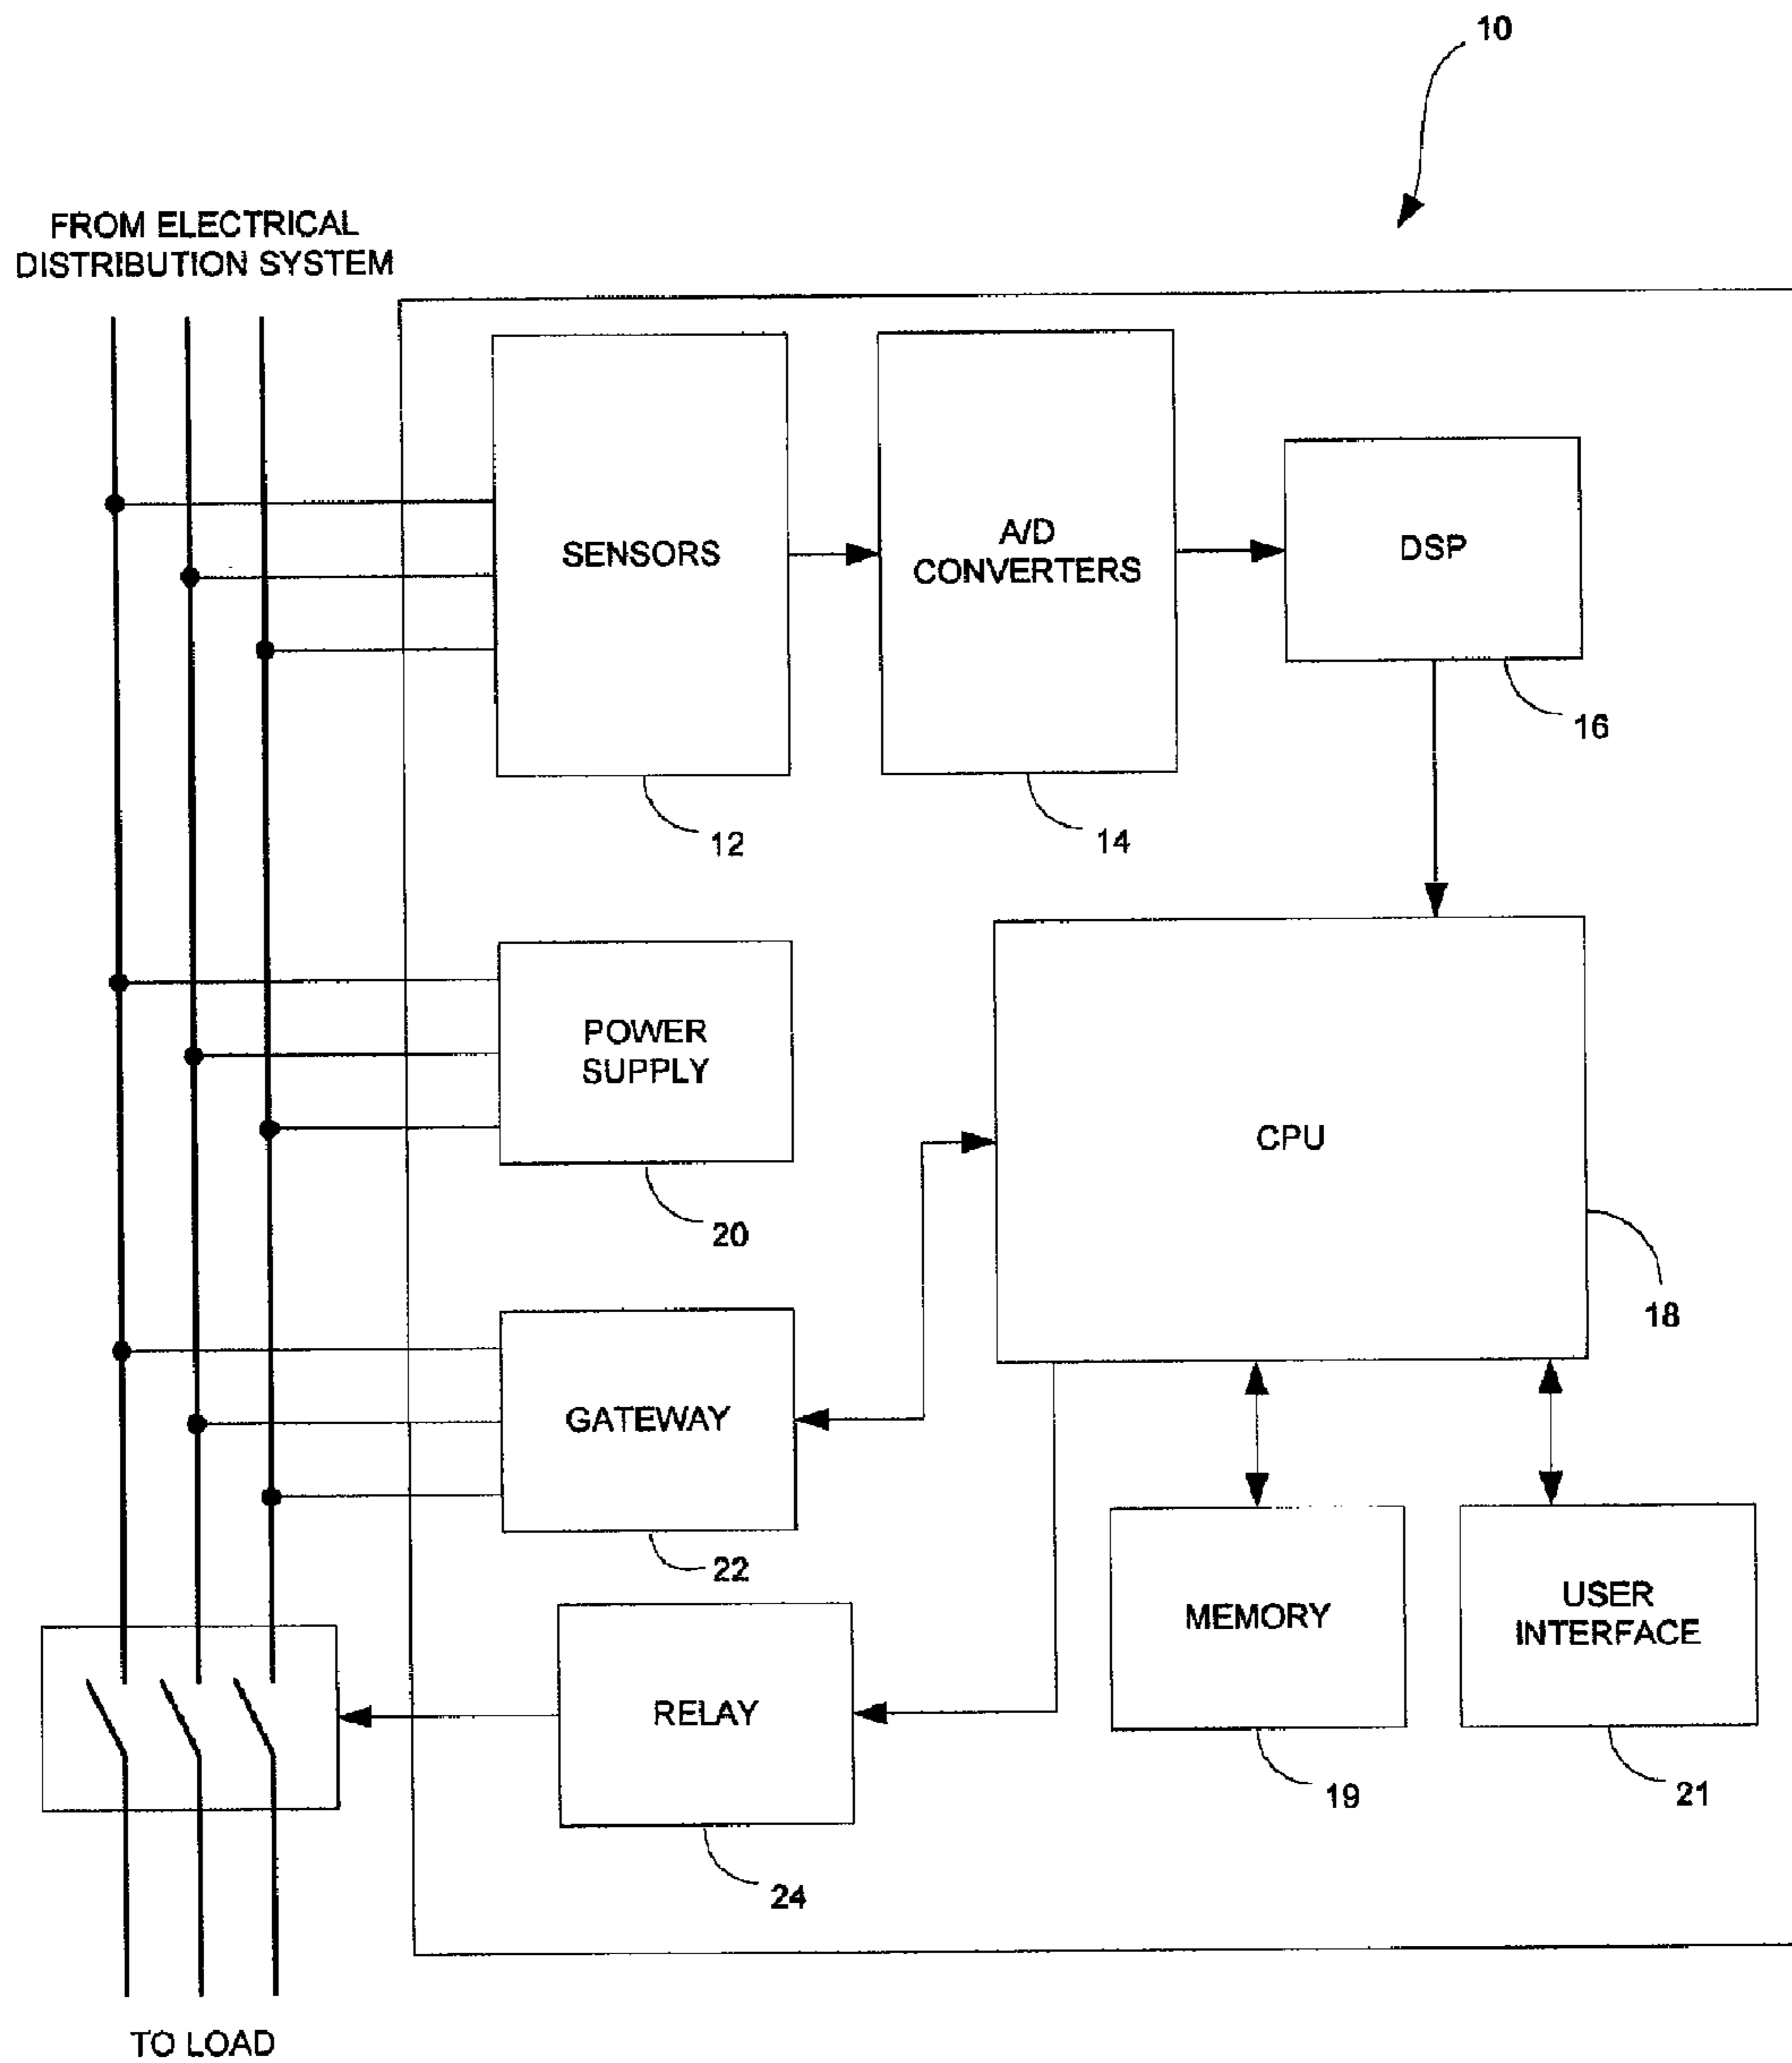 10
FROM ELECTRICAL
DISTRIBUTION SYSTEM
SENSORS
A/D
CONVERTERS
DSP
16
12
14
POWER
SUPPLY
CPU
20
18
GATEWAY
22
MEMORY
USER
INTERFACE
RELAY
19
21
24
TO LOAD